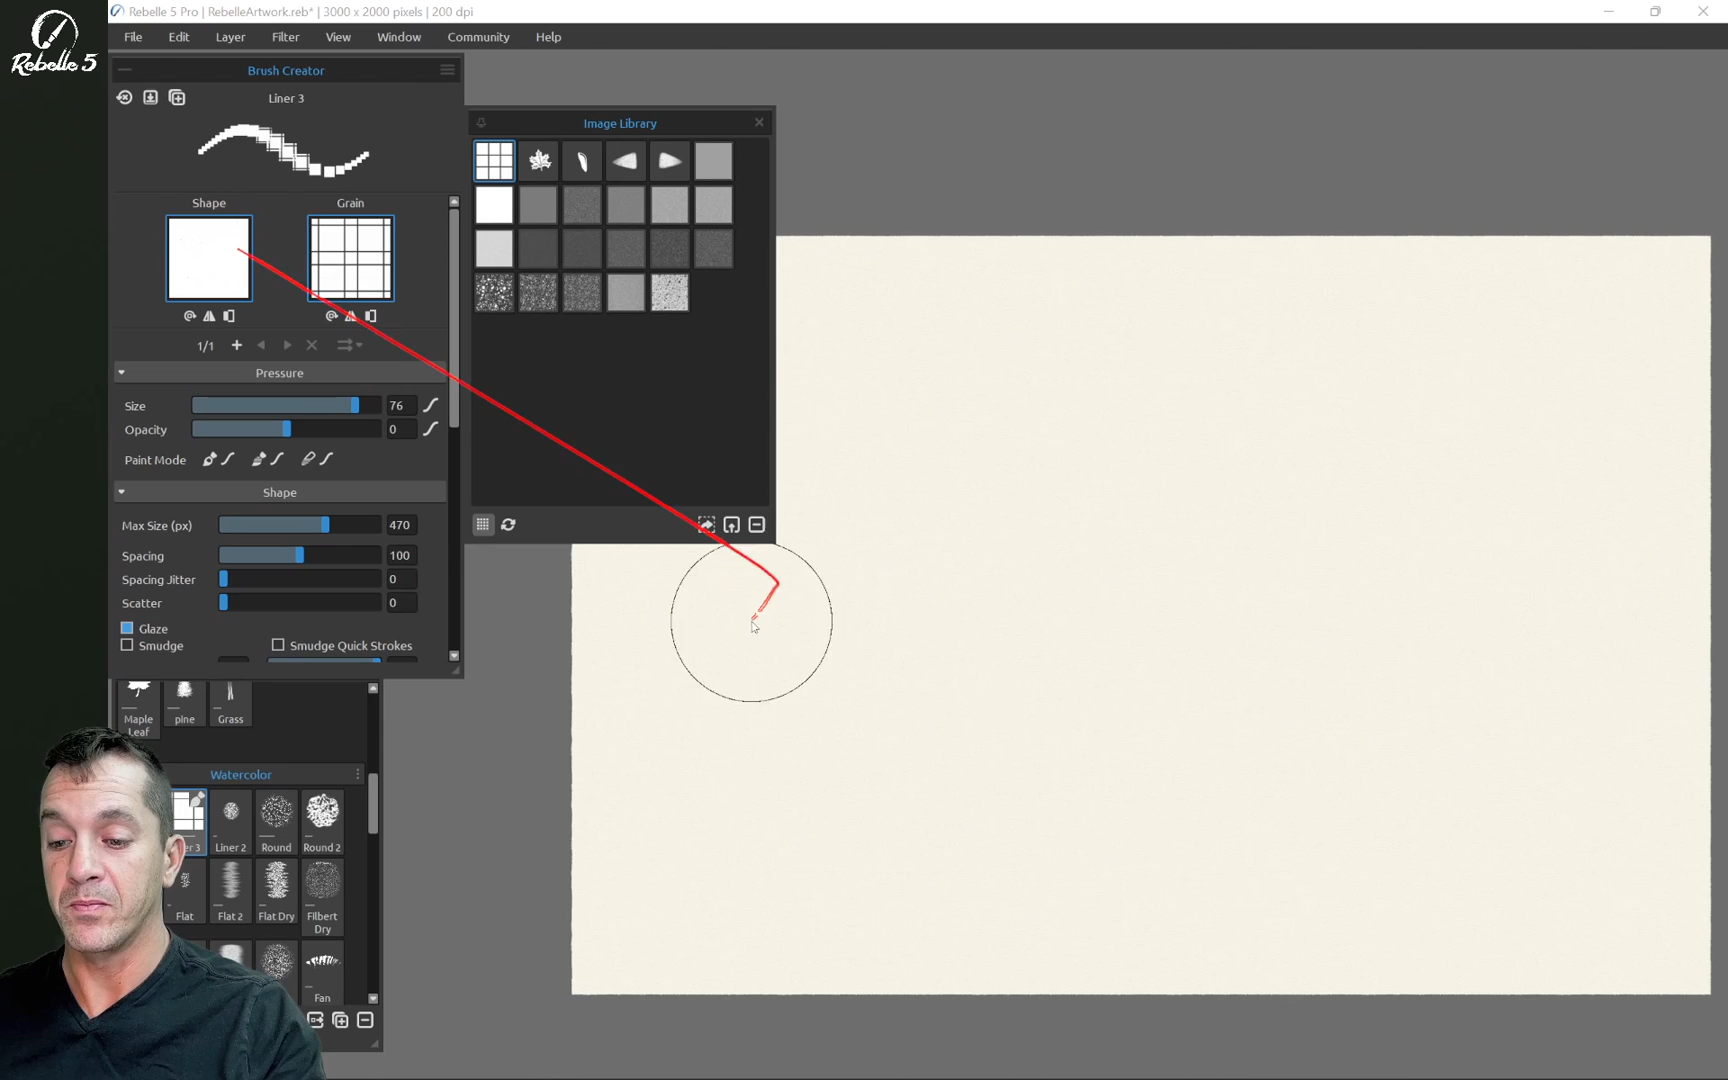 Rebelle 5 Pro | RebelleArtwork.reb* | 3000 x 2000 pixels | 200 dpi
Rebelle 5
File Edit Layer Filter View Window Community Help
Brush Creator
Liner 3
Image Library
Shape Grain
1/1
Pressure
Size 76
Opacity 0
Paint Mode
Shape
Max Size (px) 470
Spacing 100
Spacing Jitter 0
Scatter 0
Glaze
Smudge Smudge Quick Strokes
Maple Leaf pine Grass
Watercolor
er 3 Liner 2 Round Round 2
Flat Flat 2 Flat Dry Filbert Dry
Fan